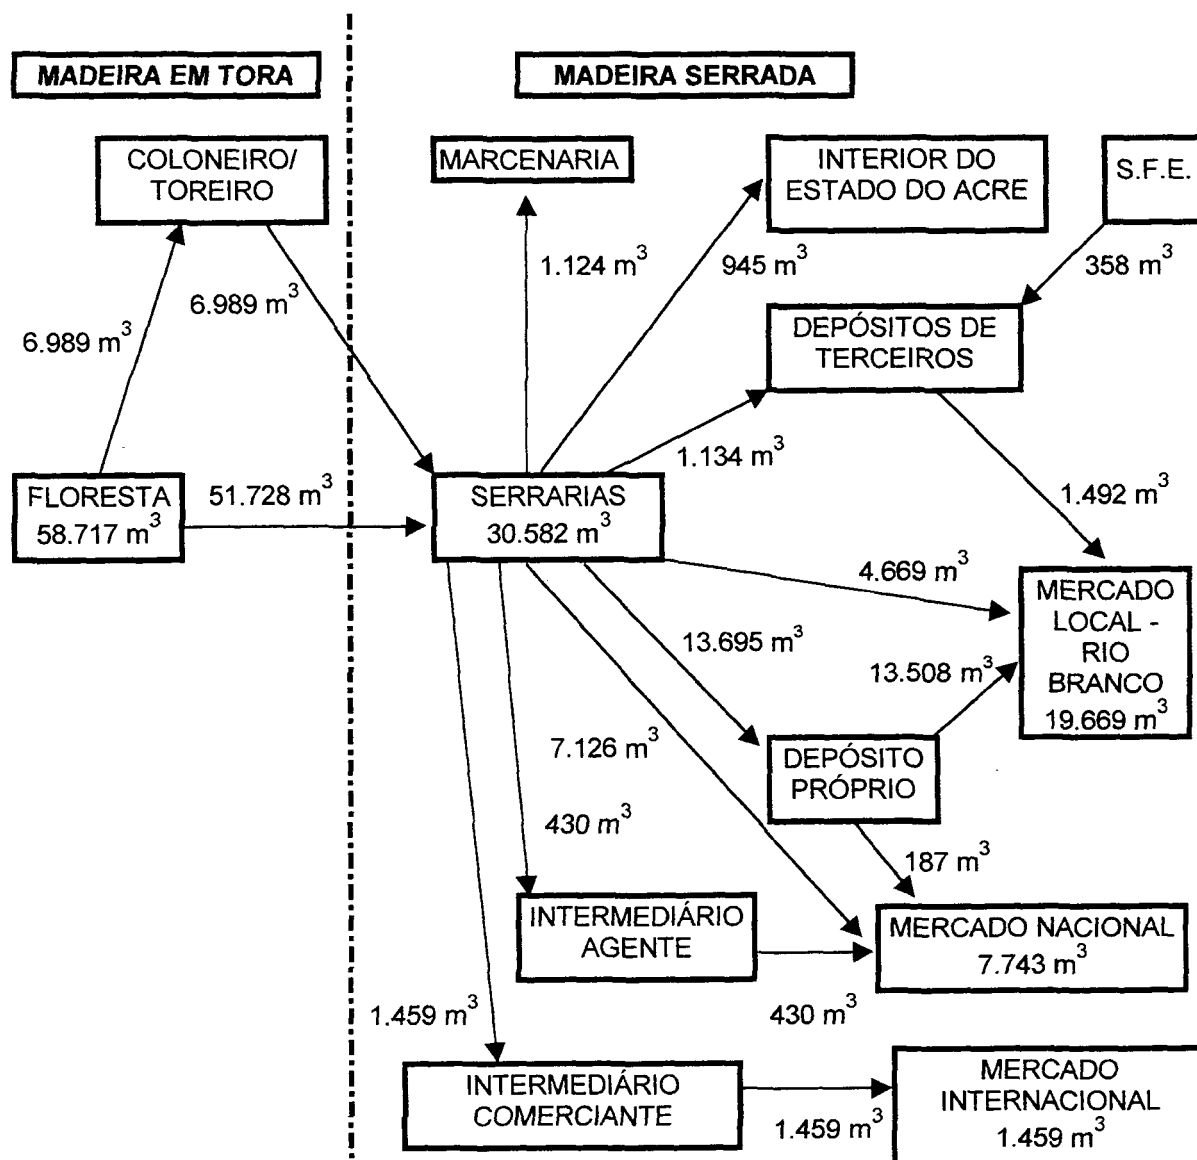 MADEIRA EM TORA
MADEIRA SERRADA
COLONEIRO/
TOREIRO
MARCENARIA
INTERIOR DO
ESTADO DO ACRE
S.F.E.
1.124 m³
945 m³
358 m³
6.989 m³
6.989 m³
DEPÓSITOS DE
TERCEIROS
1.134 m³
1.492 m³
FLORESTA
58.717 m³
51.728 m³
SERRARIAS
30.582 m³
4.669 m³
MERCADO
LOCAL -
RIO
BRANCO
19.669 m³
13.695 m³
13.508 m³
7.126 m³
DEPÓSITO
PRÓPRIO
430 m³
187 m³
INTERMEDIÁRIO
AGENTE
MERCADO NACIONAL
7.743 m³
1.459 m³
430 m³
INTERMEDIÁRIO
COMERCIANTE
1.459 m³
MERCADO
INTERNACIONAL
1.459 m³